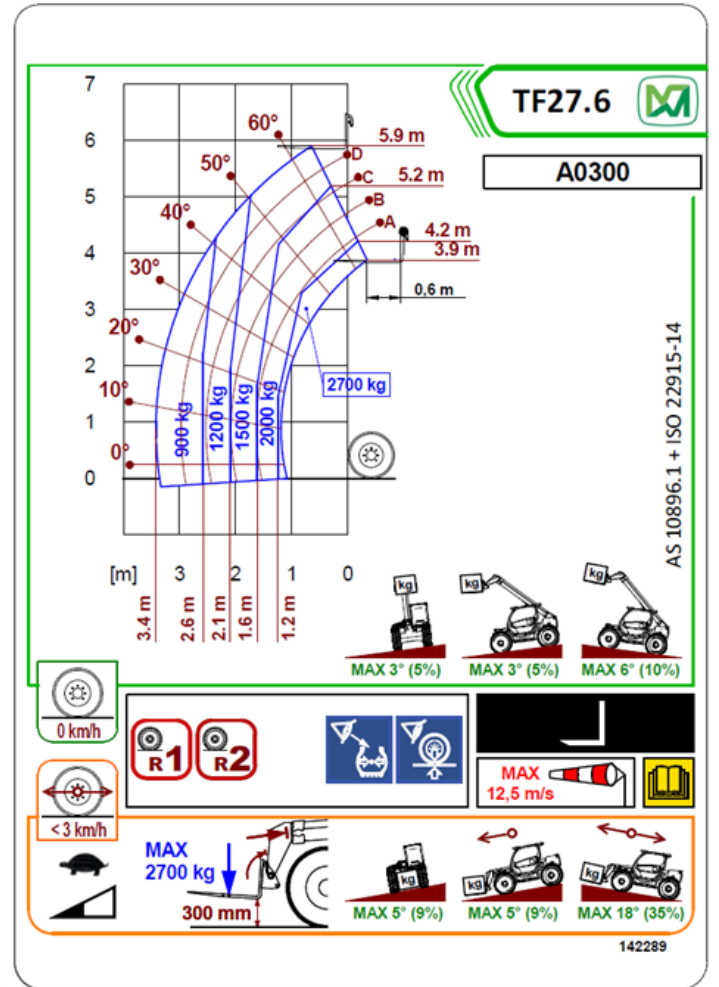 TF27.6
A0300
7
6
5
4
3
2
1
0
60°
50°
40°
30°
20°
10°
0°
5.9 m
D
C
5.2 m
B
A
4.2 m
3.9 m
0,6 m
2700 kg
900 kg
1200 kg
1500 kg
2000 kg
[m]
3
2
1
0
3.4 m
2.6 m
2.1 m
1.6 m
1.2 m
AS 10896.1 + ISO 22915-14
kg
kg
kg
MAX 3° (5%)
MAX 3° (5%)
MAX 6° (10%)
0 km/h
R1
R2
MAX
12,5 m/s
< 3 km/h
MAX
2700 kg
300 mm
kg
kg
kg
MAX 5° (9%)
MAX 5° (9%)
MAX 18° (35%)
142289